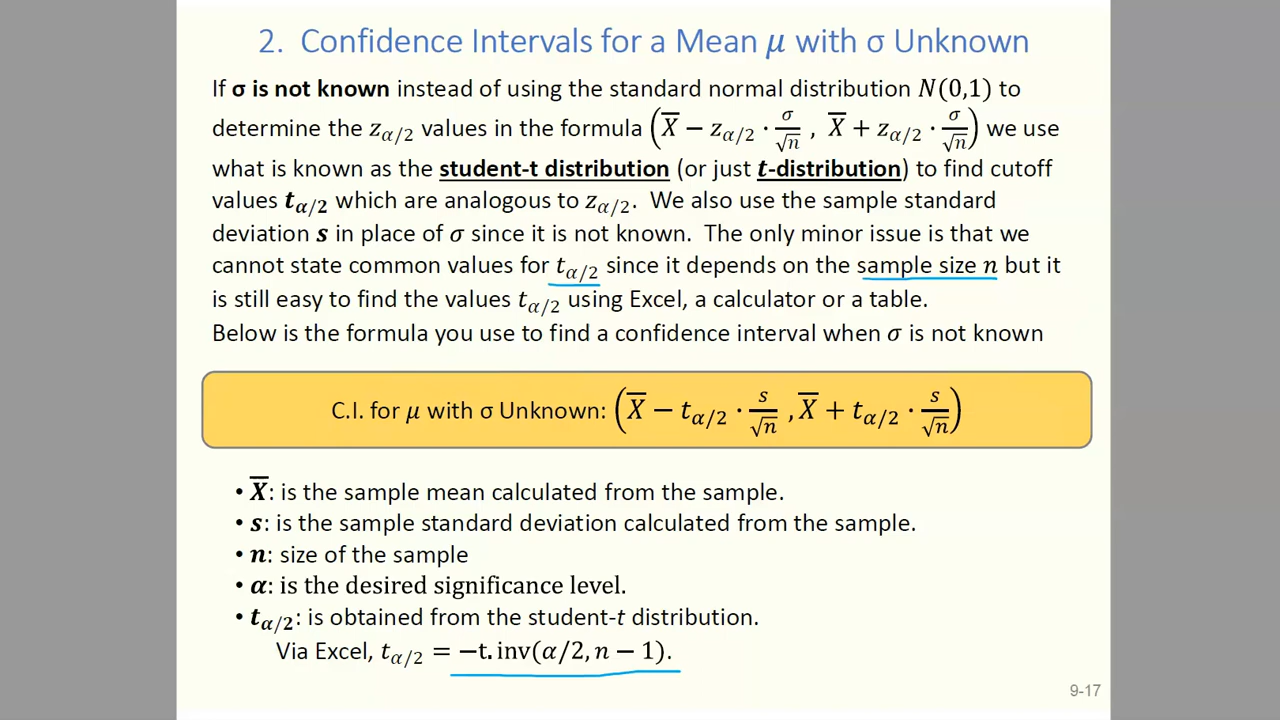 2. Confidence Intervals for a Mean μ with σ Unknown
If σ is not known instead of using the standard normal distribution N(0,1) to
determine the z_{α/2} values in the formula (X̄ − z_{α/2} · σ/√n , X̄ + z_{α/2} · σ/√n) we use
what is known as the student-t distribution (or just t-distribution) to find cutoff
values t_{α/2} which are analogous to z_{α/2}. We also use the sample standard
deviation s in place of σ since it is not known. The only minor issue is that we
cannot state common values for t_{α/2} since it depends on the sample size n but it
is still easy to find the values t_{α/2} using Excel, a calculator or a table.
Below is the formula you use to find a confidence interval when σ is not known
C.I. for μ with σ Unknown: (X̄ − t_{α/2} · s/√n , X̄ + t_{α/2} · s/√n)
• X̄: is the sample mean calculated from the sample.
• s: is the sample standard deviation calculated from the sample.
• n: size of the sample
• α: is the desired significance level.
• t_{α/2}: is obtained from the student-t distribution.
Via Excel, t_{α/2} = −t.inv(α/2, n − 1).
9-17